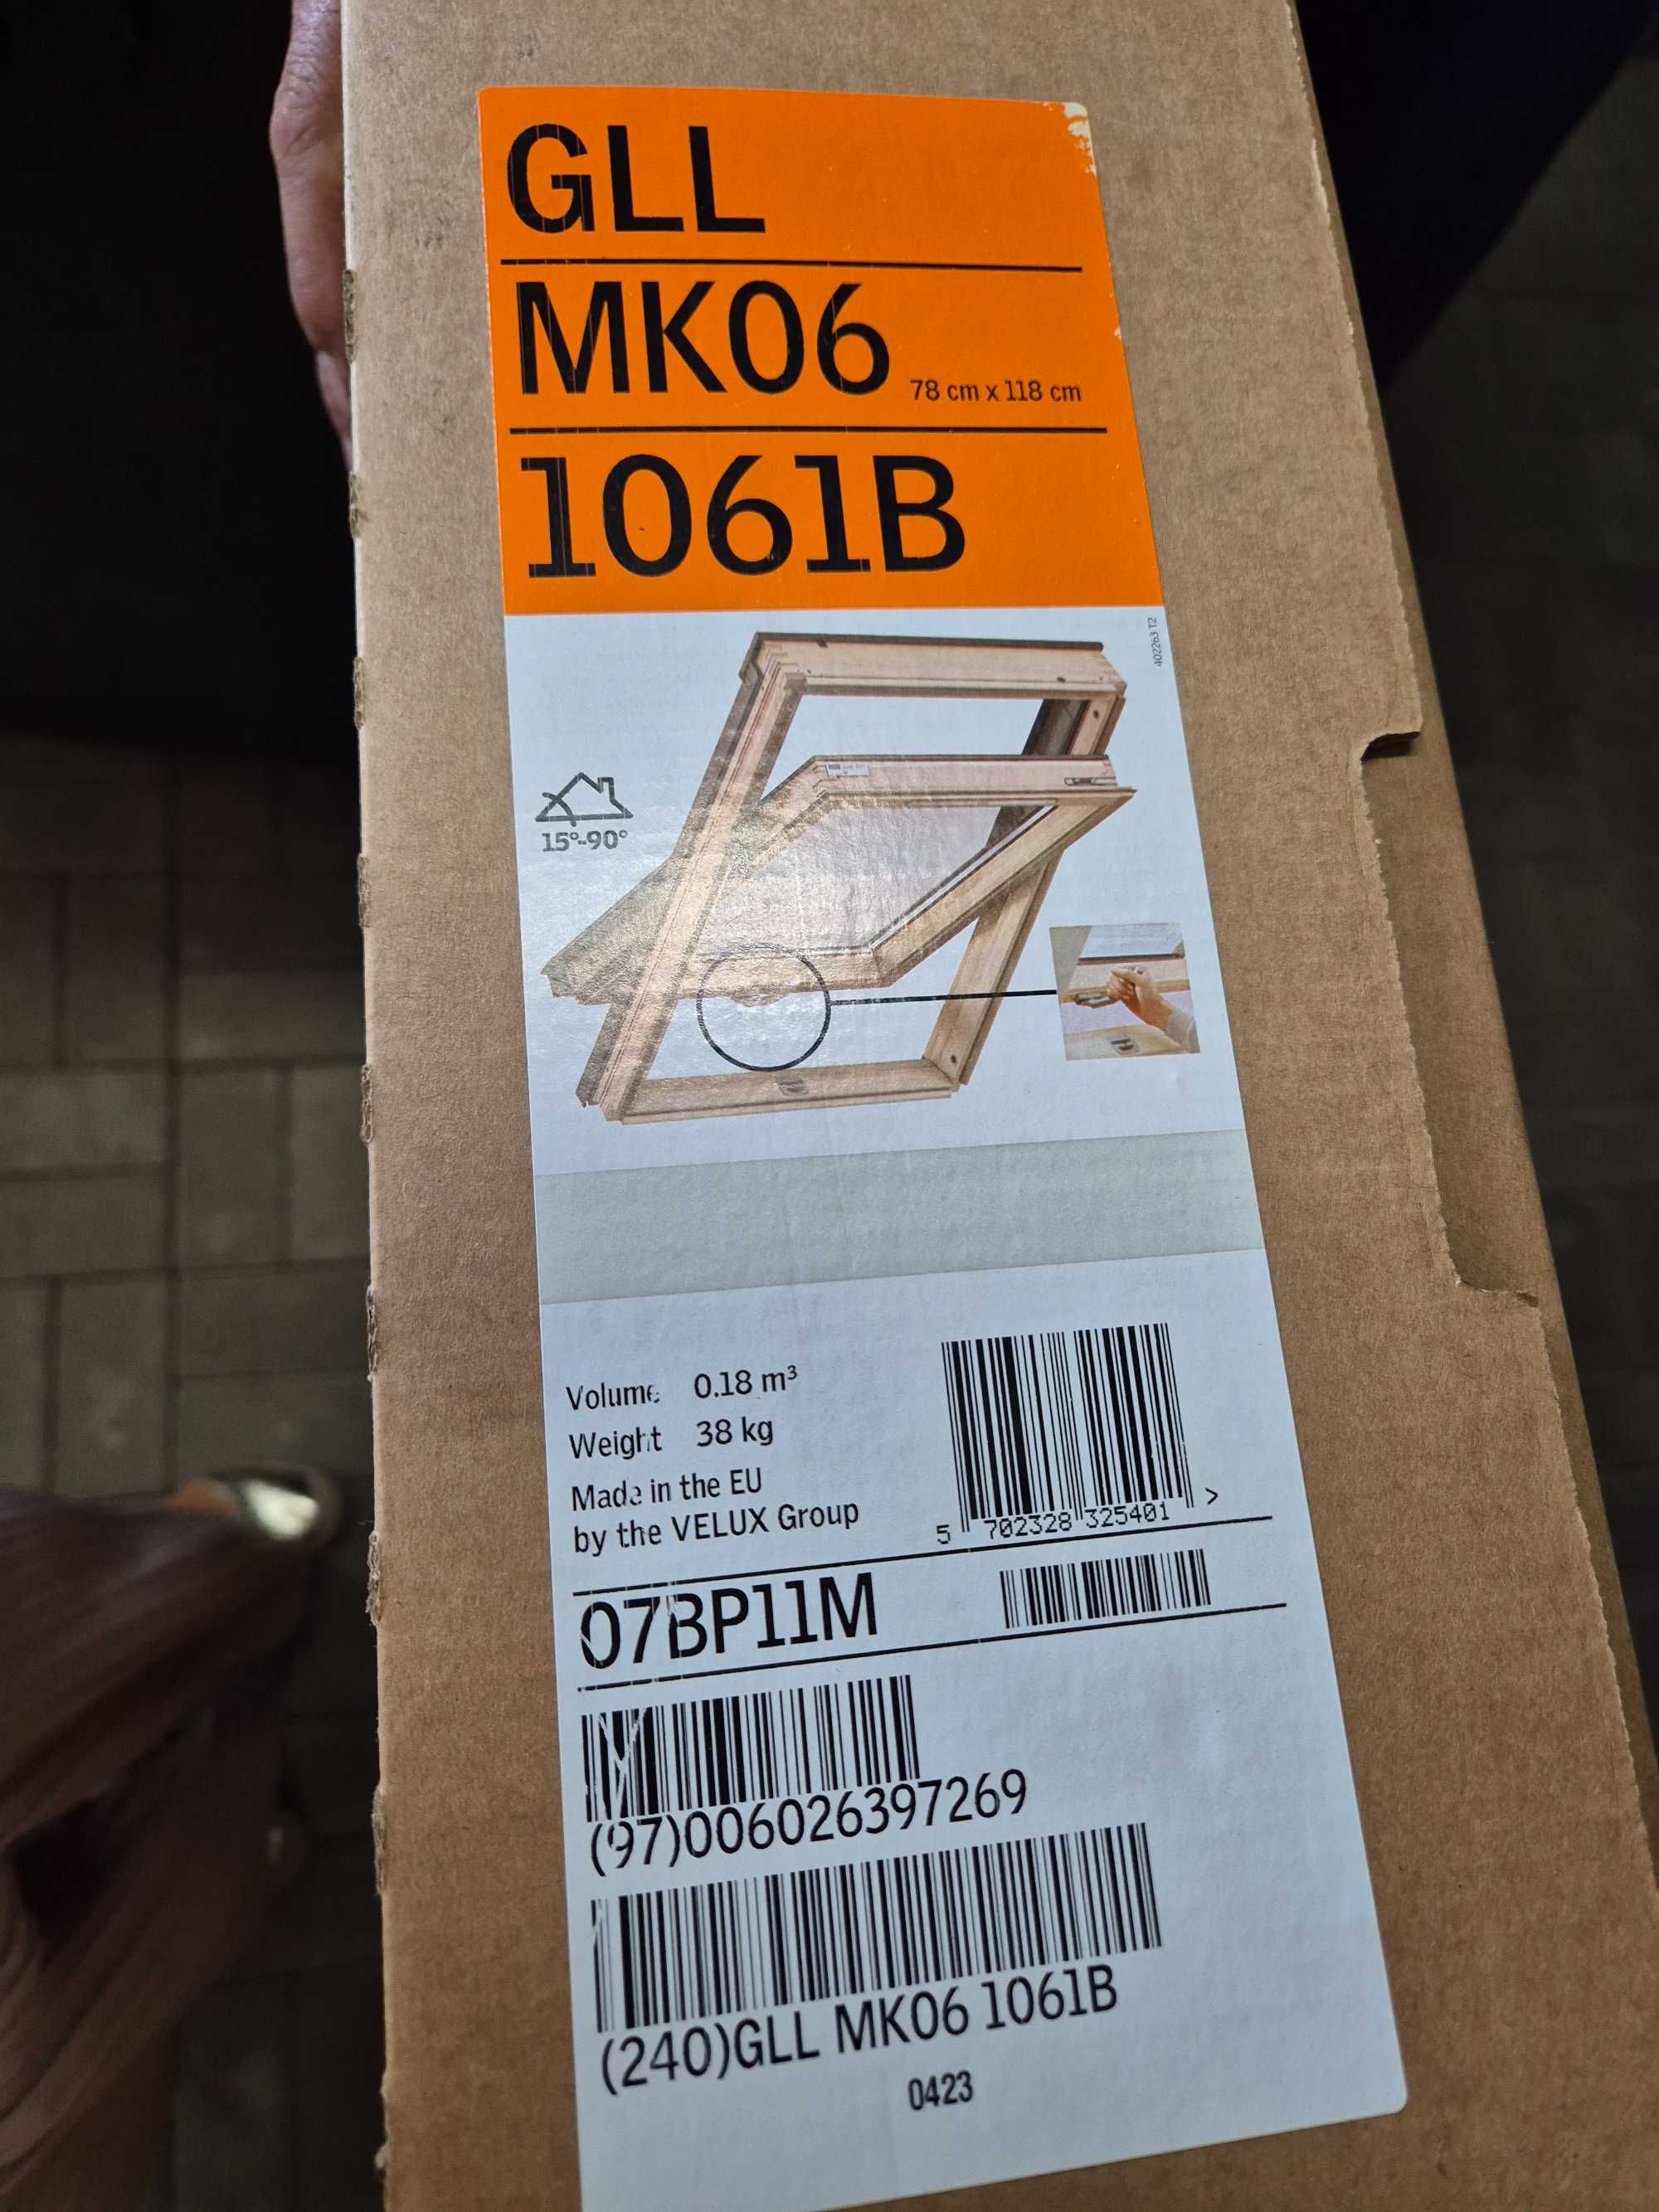 GLL
MK06 78 cm x 118 cm
1061B
402263 T2
15°-90°
Volume 0.18 m³
Weight 38 kg
Made in the EU
by the VELUX Group
5 702328 325401 >
07BP11M
(97)006026397269
(240)GLL MK06 1061B
0423